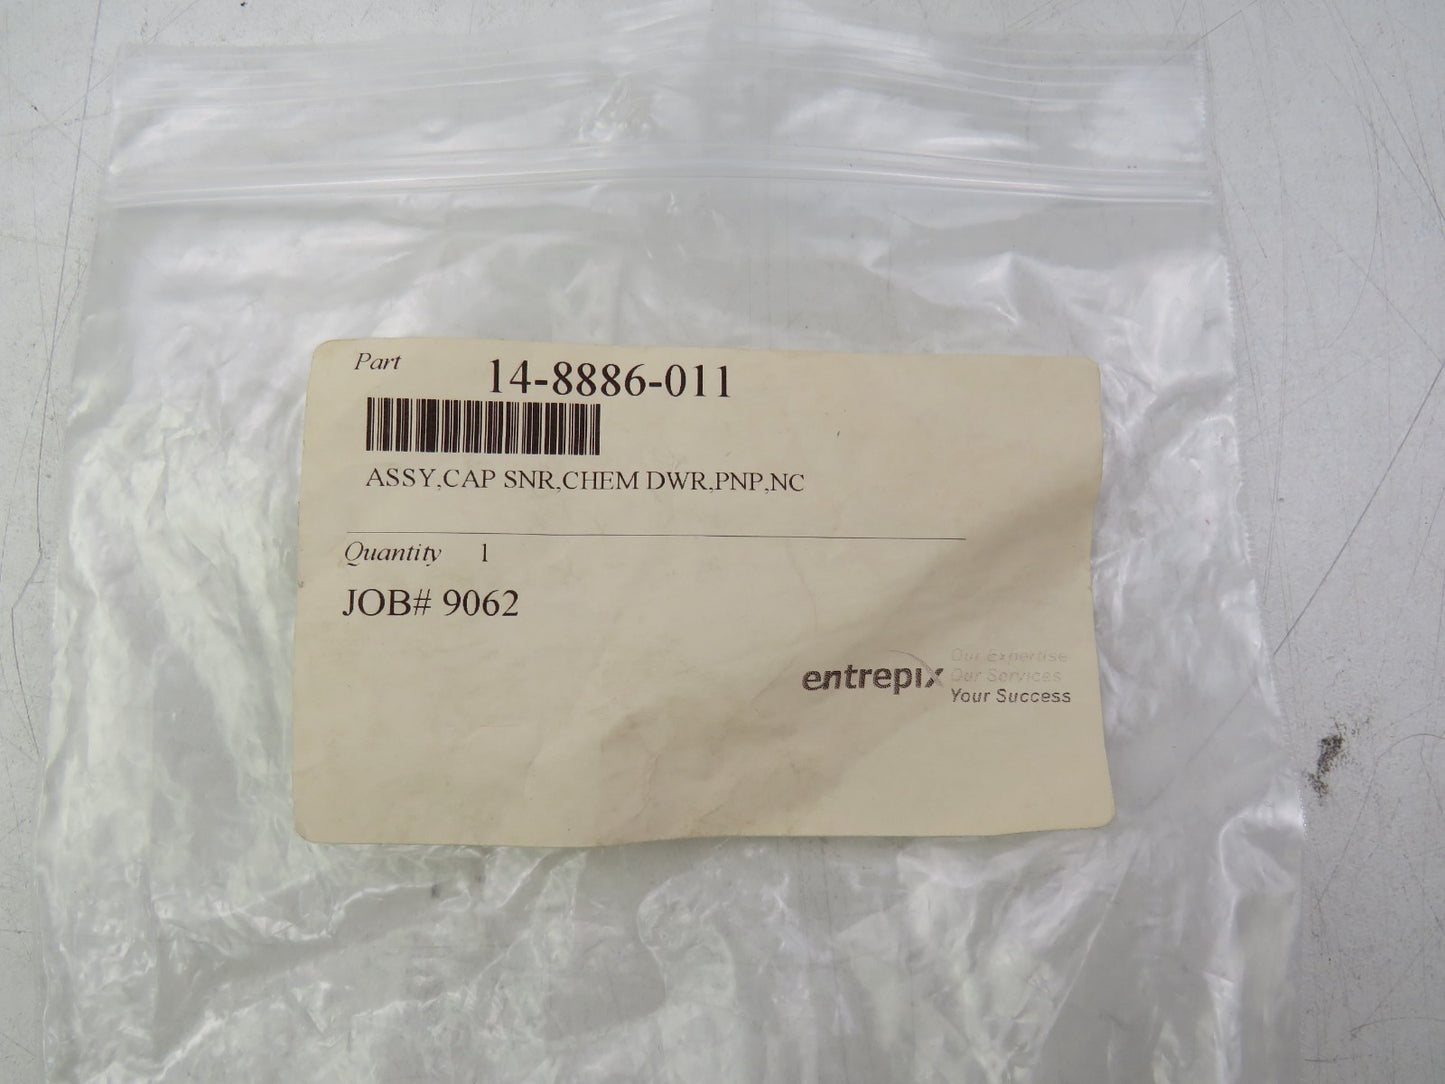 Part 14-8886-011
ASSY,CAP SNR,CHEM DWR,PNP,NC
Quantity 1
JOB# 9062
entrepix
Our Expertise
Our Services
Your Success